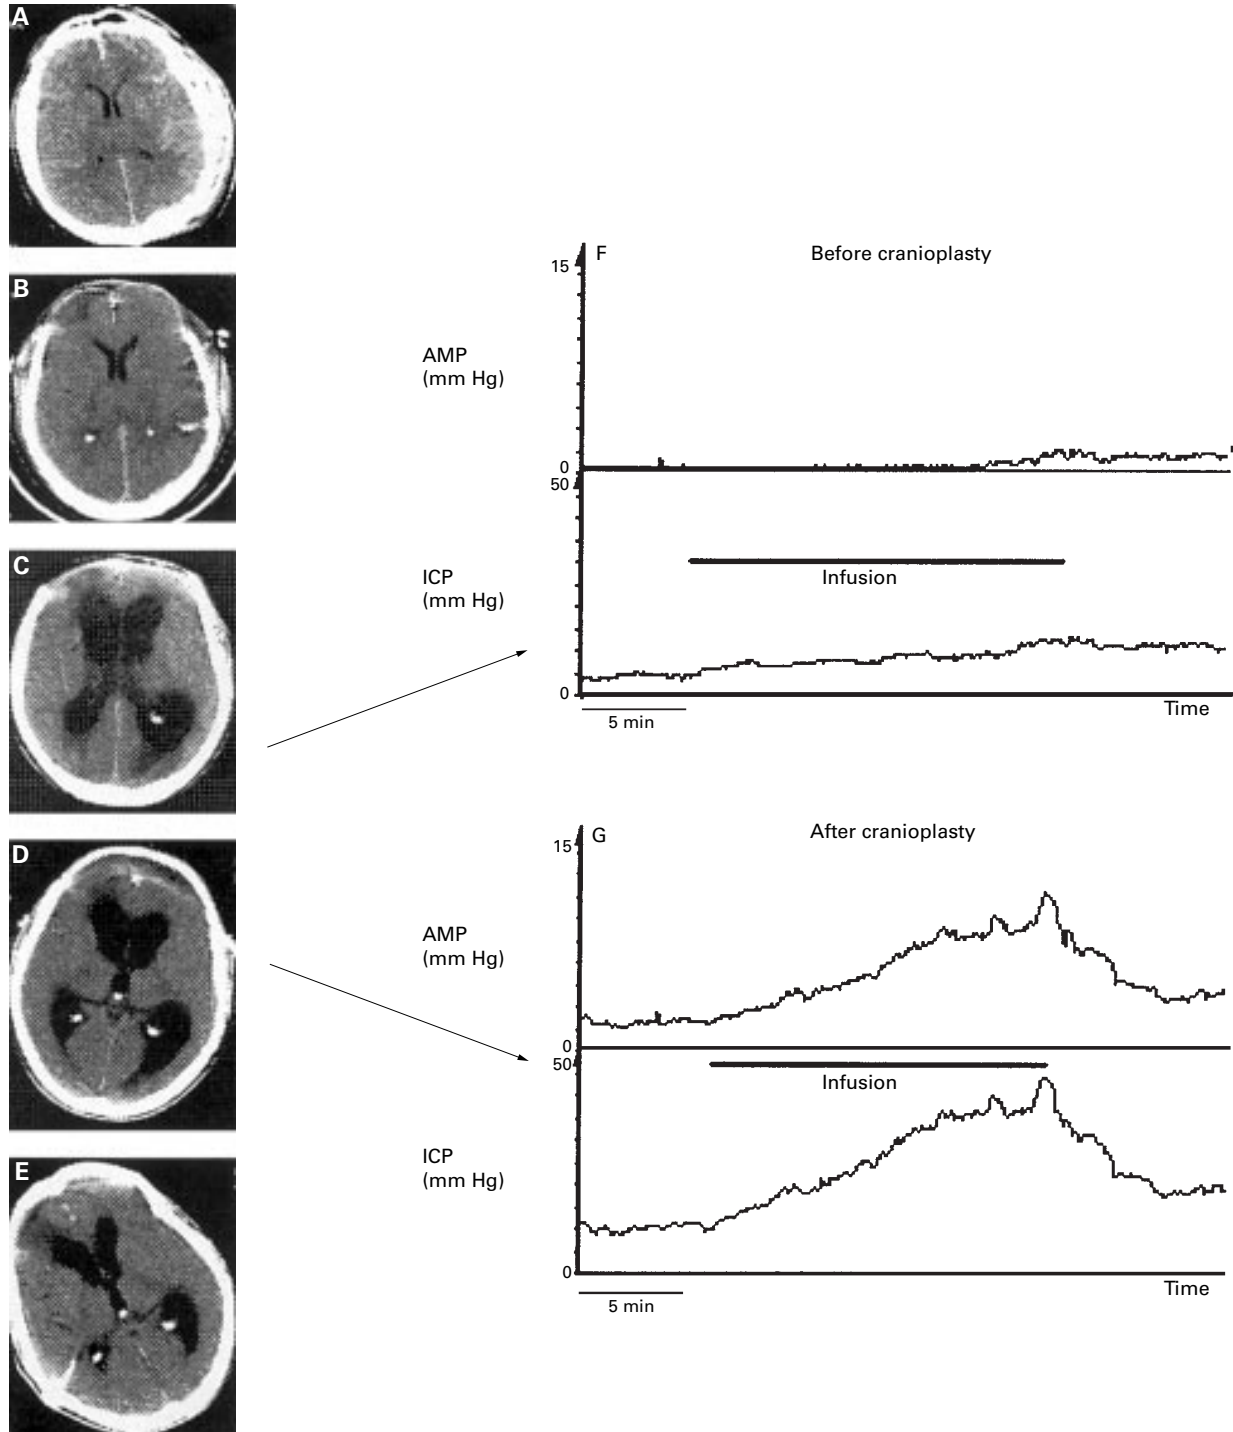 A
B
C
D
E
F
Before cranioplasty
15
AMP
(mm Hg)
0
50
Infusion
ICP
(mm Hg)
0
Time
5 min
G
After cranioplasty
15
AMP
(mm Hg)
0
50
Infusion
ICP
(mm Hg)
0
Time
5 min